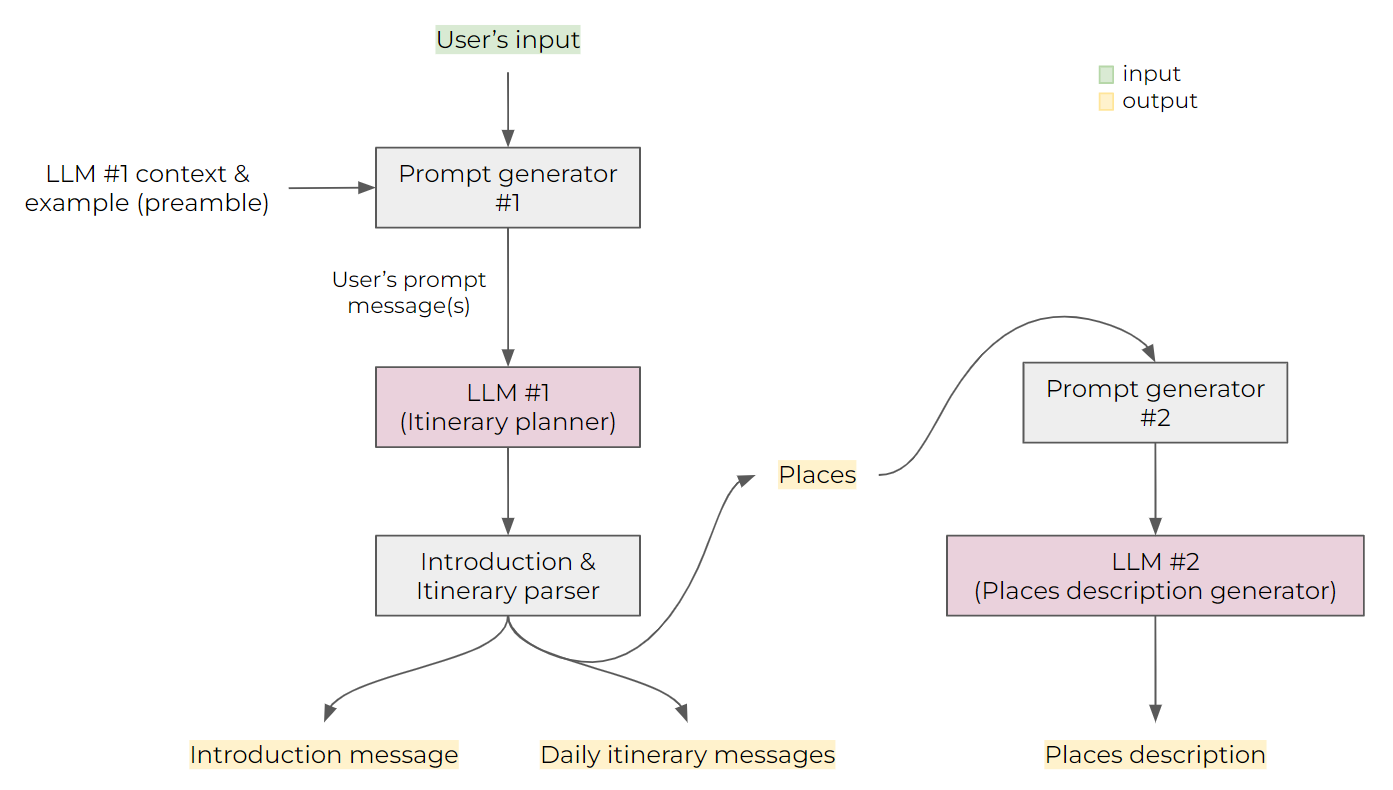 User’s input
input
output
LLM #1 context &
example (preamble)
Prompt generator
#1
User’s prompt
message(s)
LLM #1
(Itinerary planner)
Prompt generator
#2
Places
Introduction &
Itinerary parser
LLM #2
(Places description generator)
Introduction message
Daily itinerary messages
Places description